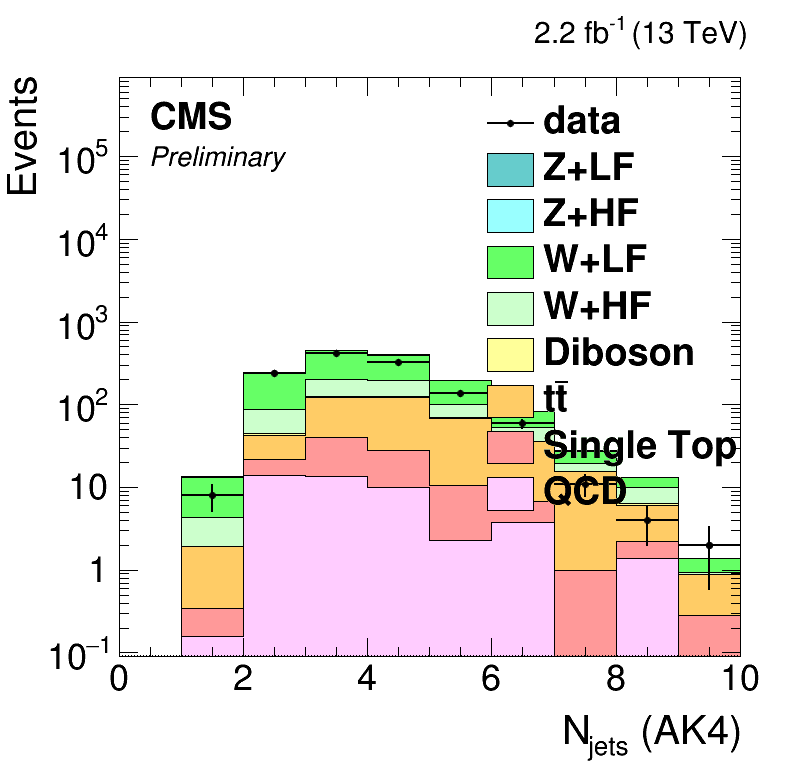 2.2 fb⁻¹ (13 TeV)
Events
CMS
Preliminary
data
Z+LF
Z+HF
W+LF
W+HF
Diboson
tt̄
Single Top
QCD
10⁵
10⁴
10³
10²
10
1
10⁻¹
0 2 4 6 8 10
N_jets (AK4)